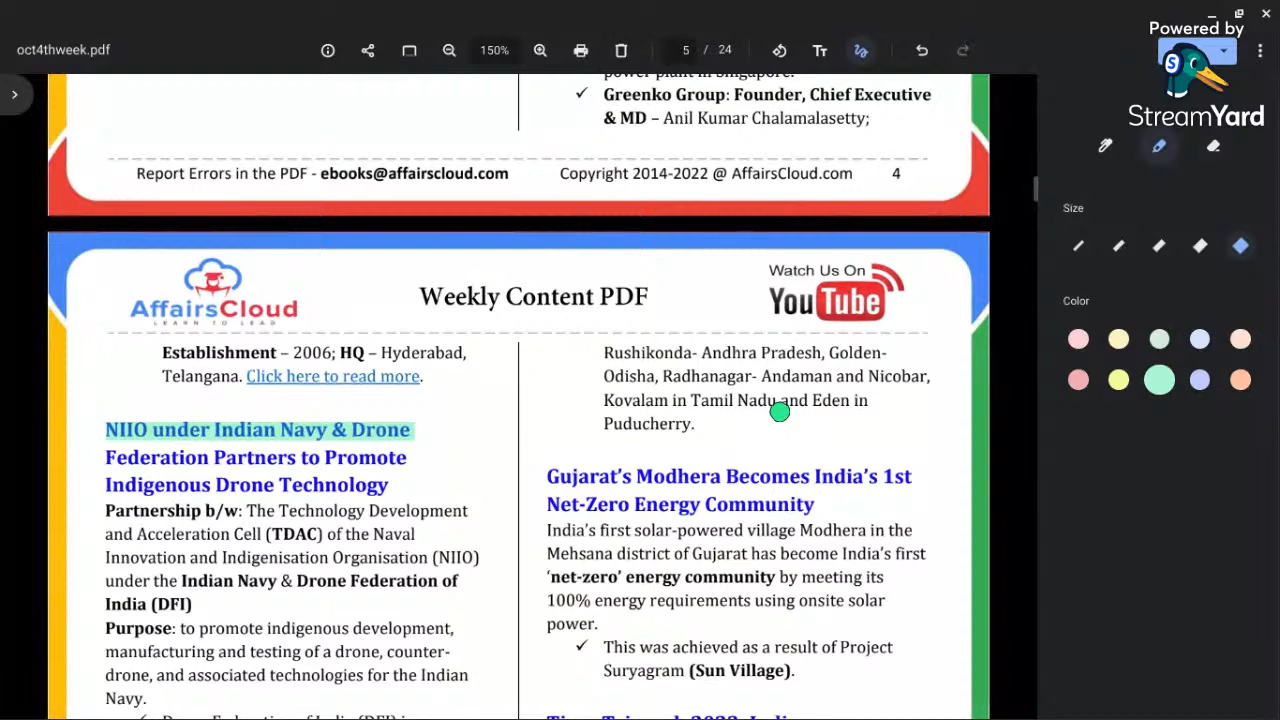 oct4thweek.pdf
150%
5 / 24
Powered by
StreamYard
Size
Color
power plant in Singapore.
✓ Greenko Group: Founder, Chief Executive
& MD – Anil Kumar Chalamalasetty;
Report Errors in the PDF - ebooks@affairscloud.com Copyright 2014-2022 @ AffairsCloud.com 4
AffairsCloud
LEARN TO LEAD
Weekly Content PDF
Watch Us On
YouTube
Establishment – 2006; HQ – Hyderabad,
Telangana. Click here to read more.
NIIO under Indian Navy & Drone
Federation Partners to Promote
Indigenous Drone Technology
Partnership b/w: The Technology Development
and Acceleration Cell (TDAC) of the Naval
Innovation and Indigenisation Organisation (NIIO)
under the Indian Navy & Drone Federation of
India (DFI)
Purpose: to promote indigenous development,
manufacturing and testing of a drone, counter-
drone, and associated technologies for the Indian
Navy.
✓ Drone Federation of India (DFI) is
Rushikonda- Andhra Pradesh, Golden-
Odisha, Radhanagar- Andaman and Nicobar,
Kovalam in Tamil Nadu and Eden in
Puducherry.
Gujarat's Modhera Becomes India's 1st
Net-Zero Energy Community
India's first solar-powered village Modhera in the
Mehsana district of Gujarat has become India's first
'net-zero' energy community by meeting its
100% energy requirements using onsite solar
power.
✓ This was achieved as a result of Project
Suryagram (Sun Village).